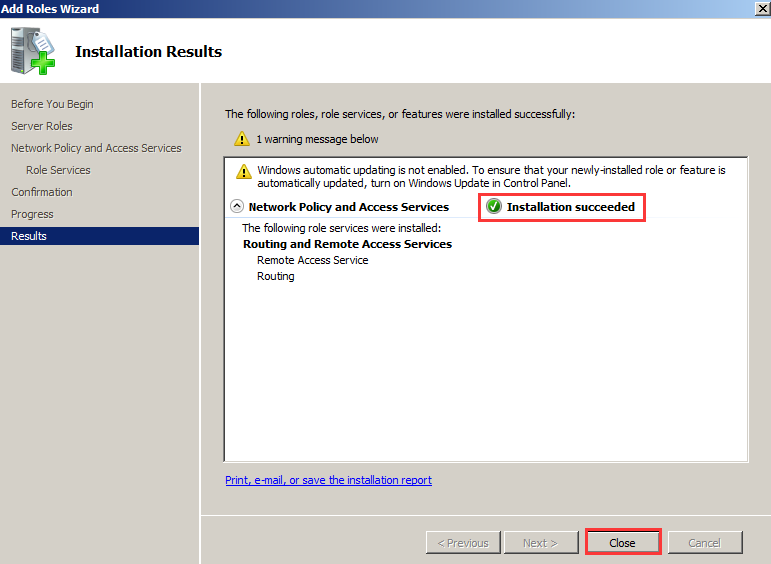 Add Roles Wizard
Installation Results
Before You Begin
Server Roles
Network Policy and Access Services
Role Services
Confirmation
Progress
Results
The following roles, role services, or features were installed successfully:
1 warning message below
Windows automatic updating is not enabled. To ensure that your newly-installed role or feature is
automatically updated, turn on Windows Update in Control Panel.
Network Policy and Access Services
Installation succeeded
The following role services were installed:
Routing and Remote Access Services
Remote Access Service
Routing
Print, e-mail, or save the installation report
< Previous
Next >
Close
Cancel